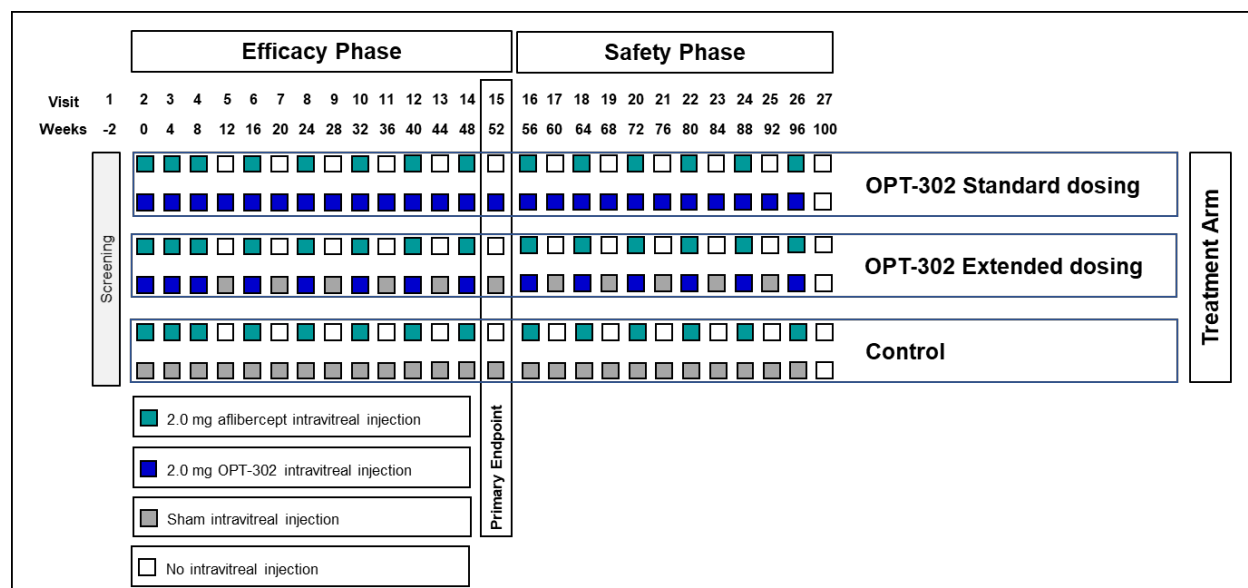 Efficacy Phase
Safety Phase
Visit 1 2 3 4 5 6 7 8 9 10 11 12 13 14 15 16 17 18 19 20 21 22 23 24 25 26 27
Weeks -2 0 4 8 12 16 20 24 28 32 36 40 44 48 52 56 60 64 68 72 76 80 84 88 92 96 100
Screening
OPT-302 Standard dosing
OPT-302 Extended dosing
Control
Treatment Arm
2.0 mg aflibercept intravitreal injection
2.0 mg OPT-302 intravitreal injection
Sham intravitreal injection
No intravitreal injection
Primary Endpoint